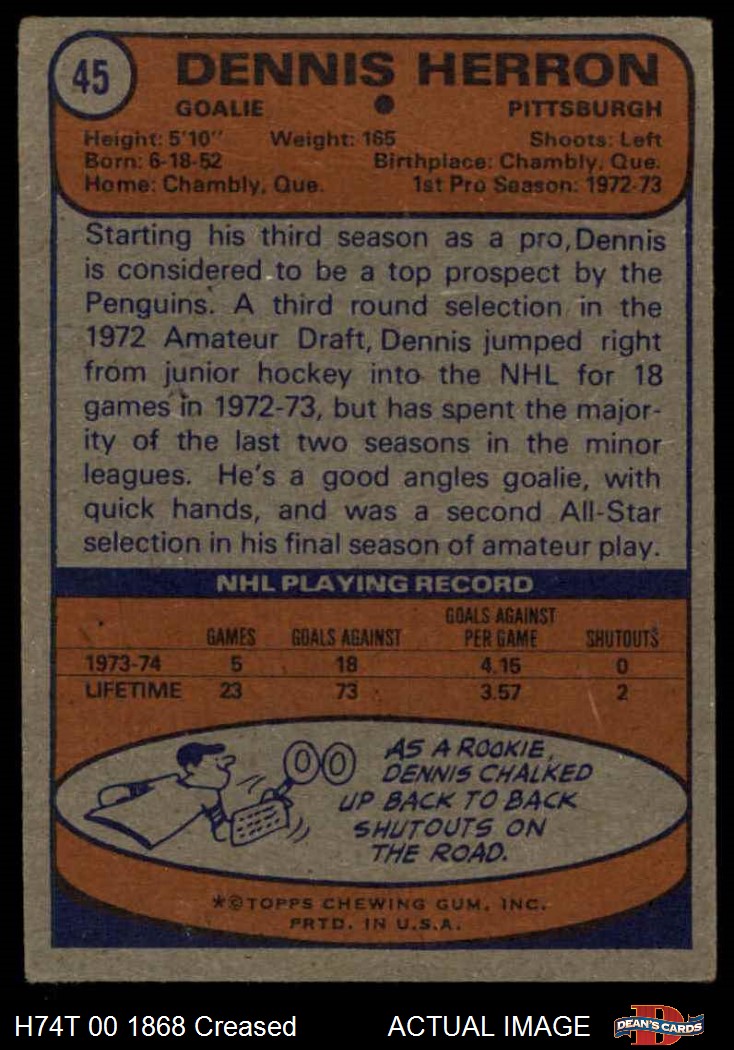 45
DENNIS HERRON
GOALIE PITTSBURGH
Height: 5'10" Weight: 165 Shoots: Left
Born: 6-18-52 Birthplace: Chambly, Que.
Home: Chambly, Que. 1st Pro Season: 1972-73
Starting his third season as a pro, Dennis
is considered to be a top prospect by the
Penguins. A third round selection in the
1972 Amateur Draft, Dennis jumped right
from junior hockey into the NHL for 18
games in 1972-73, but has spent the major-
ity of the last two seasons in the minor
leagues. He's a good angles goalie, with
quick hands, and was a second All-Star
selection in his final season of amateur play.
NHL PLAYING RECORD
GAMES GOALS AGAINST GOALS AGAINST PER GAME SHUTOUTS
1973-74 5 18 4.15 0
LIFETIME 23 73 3.57 2
00
AS A ROOKIE,
DENNIS CHALKED
UP BACK TO BACK
SHUTOUTS ON
THE ROAD.
*©TOPPS CHEWING GUM, INC.
PRTD. IN U.S.A.
H74T 00 1868 Creased ACTUAL IMAGE D DEAN'S CARDS